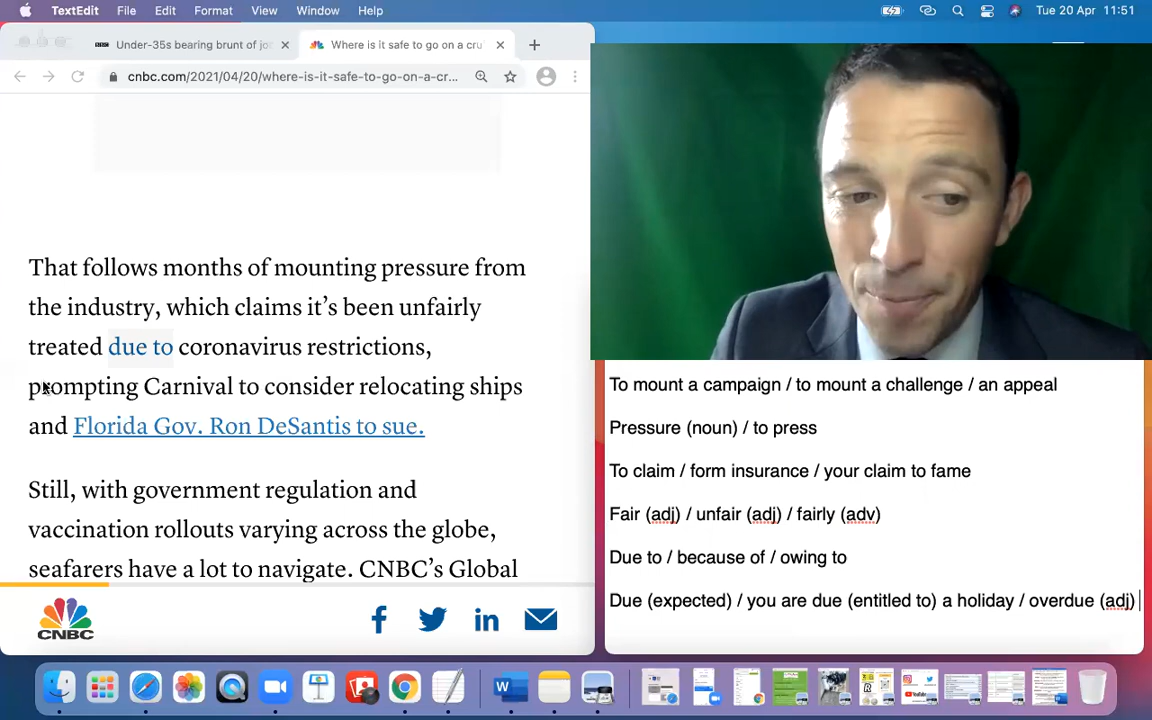 TextEdit File Edit Format View Window Help Tue 20 Apr 11:51
Under-35s bearing brunt of jo Where is it safe to go on a cru
cnbc.com/2021/04/20/where-is-it-safe-to-go-on-a-cr...
That follows months of mounting pressure from
the industry, which claims it's been unfairly
treated due to coronavirus restrictions,
prompting Carnival to consider relocating ships
and Florida Gov. Ron DeSantis to sue.
Still, with government regulation and
vaccination rollouts varying across the globe,
seafarers have a lot to navigate. CNBC's Global
CNBC
To mount a campaign / to mount a challenge / an appeal
Pressure (noun) / to press
To claim / form insurance / your claim to fame
Fair (adj) / unfair (adj) / fairly (adv)
Due to / because of / owing to
Due (expected) / you are due (entitled to) a holiday / overdue (adj)